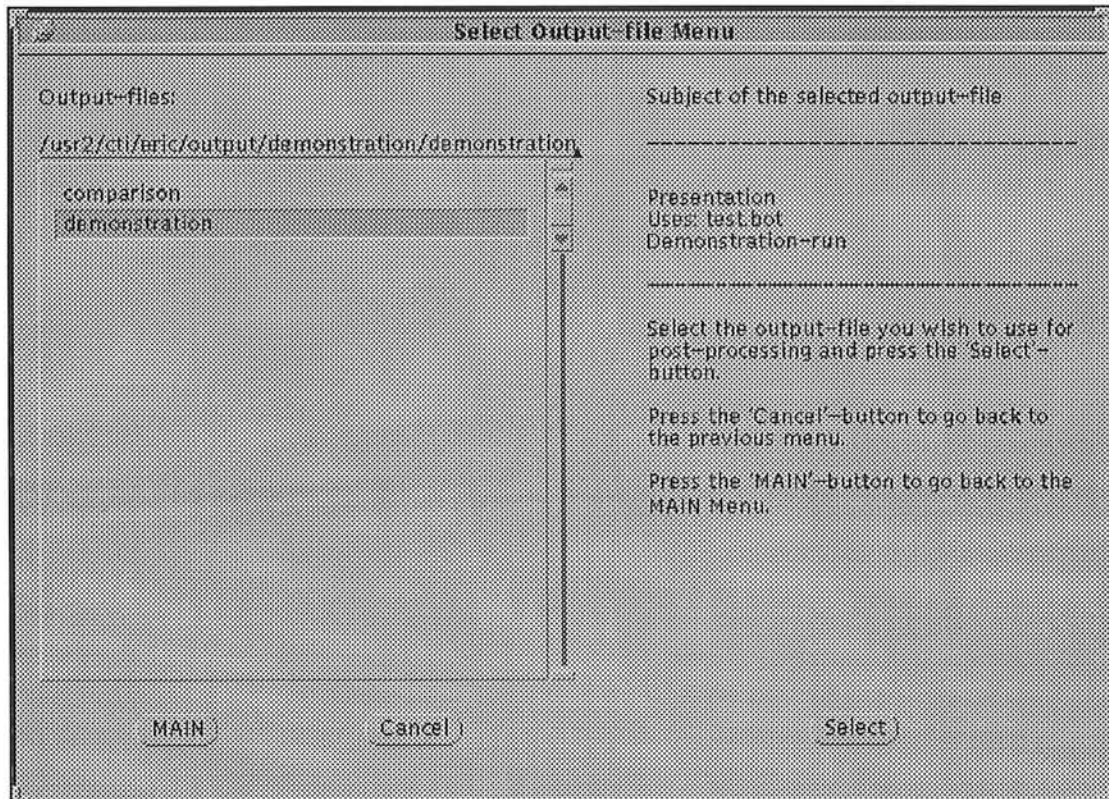 Select Output-file Menu
Output-files:
/usr2/cti/eric/output/demonstration/demonstration
comparison
demonstration
Subject of the selected output-file
Presentation
Uses: test.bot
Demonstration-run
Select the output-file you wish to use for
post-processing and press the 'Select'-
button.
Press the 'Cancel'-button to go back to
the previous menu.
Press the 'MAIN'-button to go back to the
MAIN Menu.
MAIN
Cancel
Select